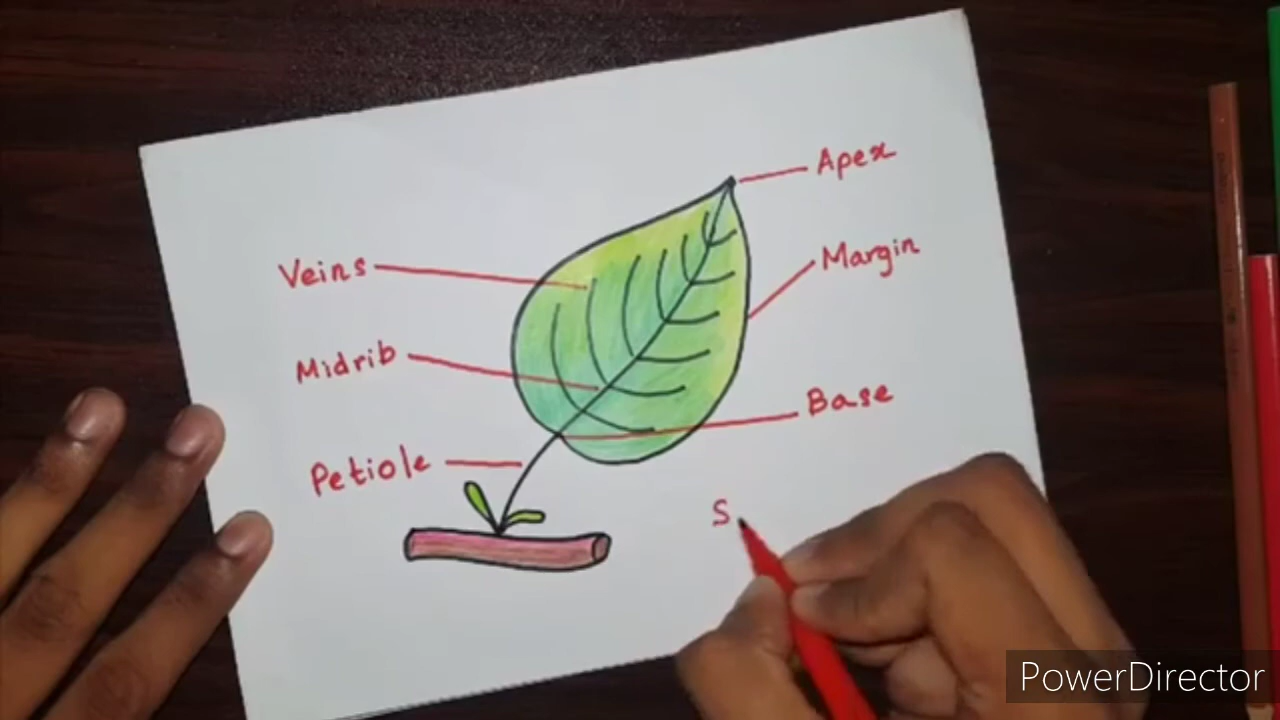 Apex
Veins
Margin
Midrib
Base
Petiole
S
PowerDirector